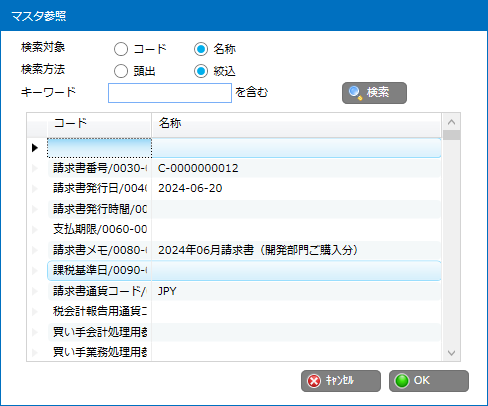 マスタ参照
検索対象 コード 名称
検索方法 頭出 絞込
キーワード を含む 検索
コード 名称
請求書番号/0030- C-0000000012
請求書発行日/004 2024-06-20
請求書発行時間/00
支払期限/0060-00
請求書メモ/0080- 2024年06月請求書（開発部門ご購入分）
課税基準日/0090-
請求書通貨コード/ JPY
税会計報告用通貨コ
買い手会計処理用参
買い手業務処理用参
ｷｬﾝｾﾙ OK